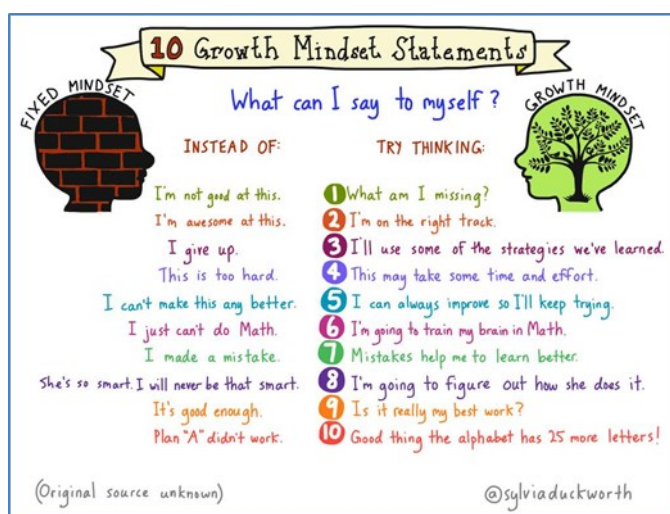 10 Growth Mindset Statements
FIXED MINDSET
GROWTH MINDSET
What can I say to myself?
INSTEAD OF: TRY THINKING:
I'm not good at this. 1 What am I missing?
I'm awesome at this. 2 I'm on the right track.
I give up. 3 I'll use some of the strategies we've learned.
This is too hard. 4 This may take some time and effort.
I can't make this any better. 5 I can always improve so I'll keep trying.
I just can't do Math. 6 I'm going to train my brain in Math.
I made a mistake. 7 Mistakes help me to learn better.
She's so smart. I will never be that smart. 8 I'm going to figure out how she does it.
It's good enough. 9 Is it really my best work?
Plan "A" didn't work. 10 Good thing the alphabet has 25 more letters!
(Original source unknown) @sylviaduckworth